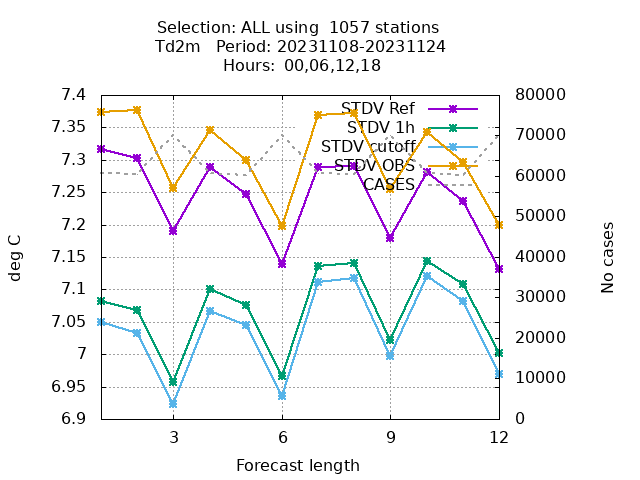 Selection: ALL using  1057 stations
Td2m   Period: 20231108-20231124
Hours: 00,06,12,18
STDV Ref
STDV 1h
STDV cutoff
STDV OBS
CASES
7.4
7.35
7.3
7.25
7.2
7.15
7.1
7.05
7
6.95
6.9
deg C
80000
70000
60000
50000
40000
30000
20000
10000
0
No cases
3 6 9 12
Forecast length